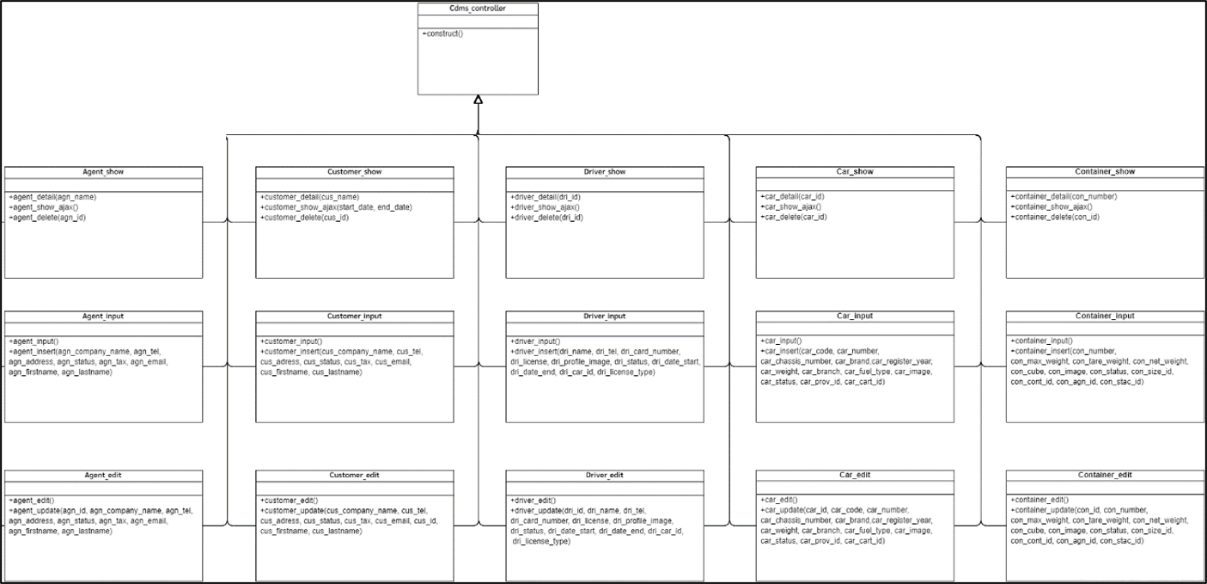 Cdms_controller
+construct()
Agent_show
+agent_detail(agn_name)
+agent_show_ajax()
+agent_delete(agn_id)
Customer_show
+customer_detail(cus_name)
+customer_show_ajax(start_date, end_date)
+customer_delete(cus_id)
Driver_show
+driver_detail(dri_id)
+driver_show_ajax()
+driver_delete(dri_id)
Car_show
+car_detail(car_id)
+car_show_ajax()
+car_delete(car_id)
Container_show
+container_detail(con_number)
+container_show_ajax()
+container_delete(con_id)
Agent_input
+agent_input()
+agent_insert(agn_company_name, agn_tel,
agn_address, agn_status, agn_tax, agn_email,
agn_firstname, agn_lastname)
Customer_input
+customer_input()
+customer_insert(cus_company_name, cus_tel,
cus_address, cus_status, cus_tax, cus_email,
cus_firstname, cus_lastname)
Driver_input
+driver_input()
+driver_insert(dri_name, dri_tel, dri_card_number,
dri_license, dri_profile_image, dri_status, dri_date_start,
dri_date_end, dri_car_id, dri_license_type)
Car_input
+car_input()
+car_insert(car_code, car_number,
car_chassis_number, car_brand,car_register_year,
car_weight, car_branch, car_fuel_type, car_image,
car_status, car_prov_id, car_cart_id)
Container_input
+container_input()
+container_insert(con_number,
con_max_weight, con_tare_weight, con_net_weight,
con_cube, con_image, con_status, con_size_id,
con_cont_id, con_agn_id, con_stac_id)
Agent_edit
+agent_edit()
+agent_update(agn_id, agn_company_name, agn_tel,
agn_address, agn_status, agn_tax, agn_email,
agn_firstname, agn_lastname)
Customer_edit
+customer_edit()
+customer_update(cus_company_name, cus_tel,
cus_adress, cus_status, cus_tax, cus_email, cus_id,
cus_firstname, cus_lastname)
Driver_edit
+driver_edit()
+driver_update(dri_id, dri_name, dri_tel,
dri_card_number, dri_license, dri_profile_image,
dri_status, dri_date_start, dri_date_end, dri_car_id,
dri_license_type)
Car_edit
+car_edit()
+car_update(car_id, car_code, car_number,
car_chassis_number, car_brand,car_register_year,
car_weight, car_branch, car_fuel_type, car_image,
car_status, car_prov_id, car_cart_id)
Container_edit
+container_edit()
+container_update(con_id, con_number,
con_max_weight, con_tare_weight, con_net_weight,
con_cube, con_image, con_status, con_size_id,
con_cont_id, con_agn_id, con_stac_id)